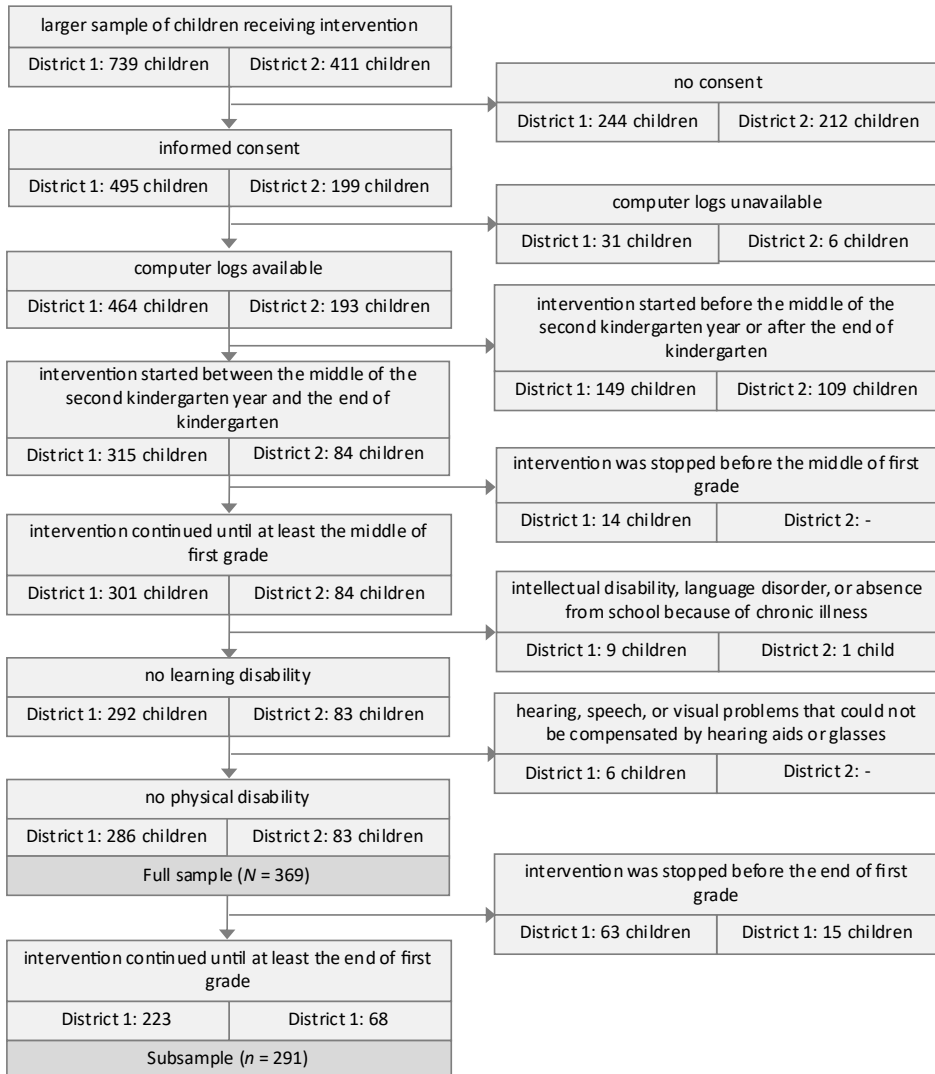 larger sample of children receiving intervention
District 1: 739 children
District 2: 411 children
no consent
District 1: 244 children
District 2: 212 children
informed consent
District 1: 495 children
District 2: 199 children
computer logs unavailable
District 1: 31 children
District 2: 6 children
computer logs available
District 1: 464 children
District 2: 193 children
intervention started before the middle of the
second kindergarten year or after the end of
kindergarten
District 1: 149 children
District 2: 109 children
intervention started between the middle of the
second kindergarten year and the end of
kindergarten
District 1: 315 children
District 2: 84 children
intervention was stopped before the middle of first
grade
District 1: 14 children
District 2: -
intervention continued until at least the middle of
first grade
District 1: 301 children
District 2: 84 children
intellectual disability, language disorder, or absence
from school because of chronic illness
District 1: 9 children
District 2: 1 child
no learning disability
District 1: 292 children
District 2: 83 children
hearing, speech, or visual problems that could not
be compensated by hearing aids or glasses
District 1: 6 children
District 2: -
no physical disability
District 1: 286 children
District 2: 83 children
Full sample (N = 369)
intervention was stopped before the end of first
grade
District 1: 63 children
District 1: 15 children
intervention continued until at least the end of first
grade
District 1: 223
District 1: 68
Subsample (n = 291)